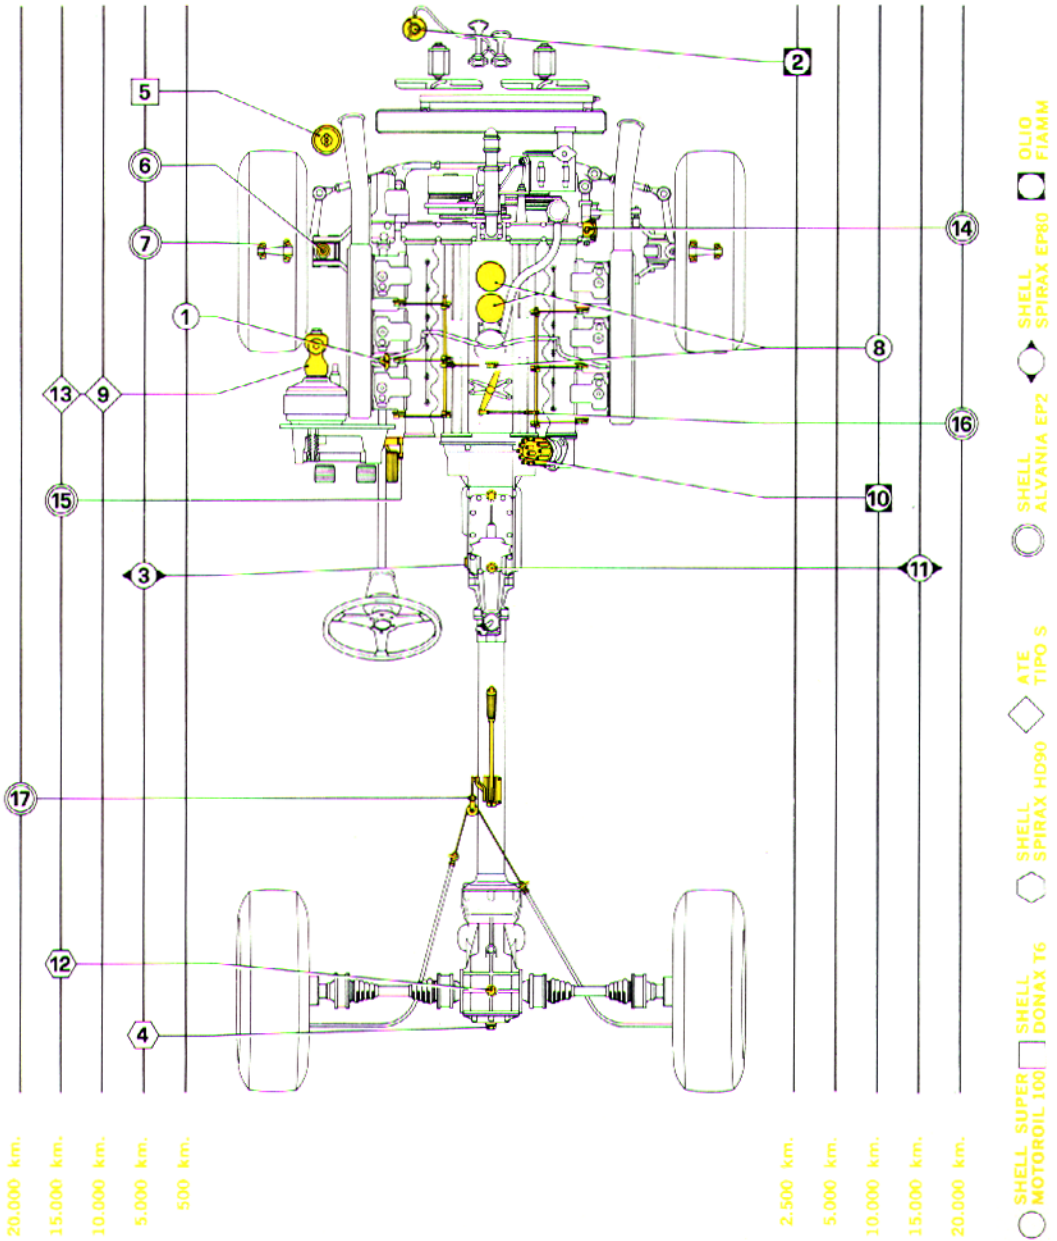 2
5
6
7
14
1
8
13
9
16
15
10
3
11
17
12
4
20.000 km.
15.000 km.
10.000 km.
5.000 km.
500 km.
2.500 km.
5.000 km.
10.000 km.
15.000 km.
20.000 km.
SHELL SUPER
MOTOROIL 100
SHELL
DONAX T6
SHELL
SPIRAX HD90
ATE
TIPO S
SHELL
ALVANIA EP2
SHELL
SPIRAX EP80
OLIO
FIAMM